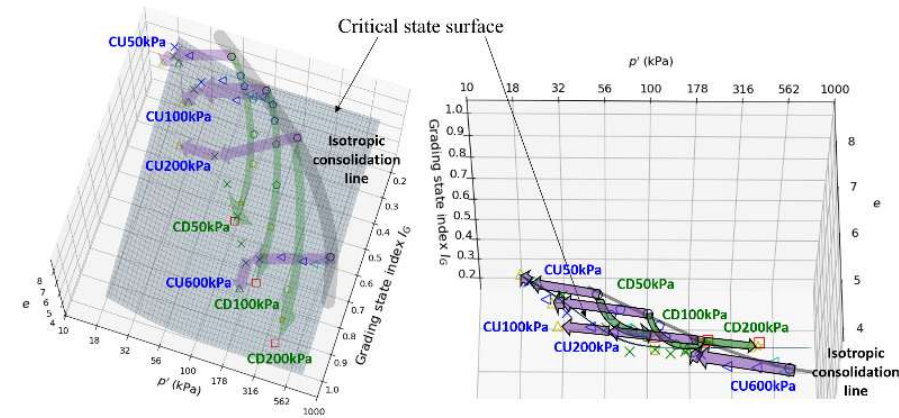 Critical state surface
CU50kPa
CU100kPa
CU200kPa
CD50kPa
CU600kPa
CD100kPa
CD200kPa
Isotropic
consolidation
line
e
8
7
6
5
4
10
18
32
56
100
178
316
562
1000
p' (kPa)
0.2
0.3
0.4
0.5
0.6
0.7
0.8
0.9
1.0
Grading state index IG
p' (kPa)
10
18
32
56
100
178
316
562
1000
1.0
0.9
0.8
0.7
0.6
0.5
0.4
0.3
0.2
Grading state index IG
8
7
e
6
5
4
CU50kPa
CD50kPa
CD100kPa
CU100kPa
CD200kPa
CU200kPa
CU600kPa
Isotropic
consolidation
line